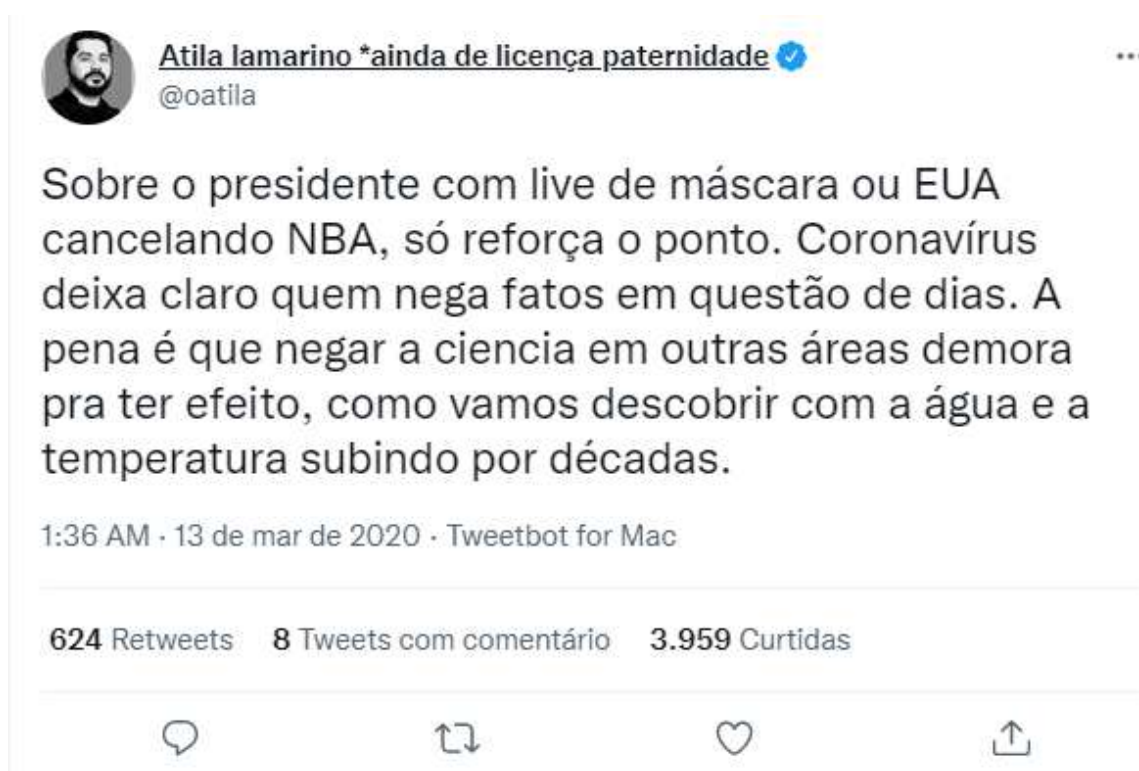 Atila Iamarino *ainda de licença paternidade
@oatila
Sobre o presidente com live de máscara ou EUA
cancelando NBA, só reforça o ponto. Coronavírus
deixa claro quem nega fatos em questão de dias. A
pena é que negar a ciencia em outras áreas demora
pra ter efeito, como vamos descobrir com a água e a
temperatura subindo por décadas.
1:36 AM · 13 de mar de 2020 · Tweetbot for Mac
624 Retweets 8 Tweets com comentário 3.959 Curtidas